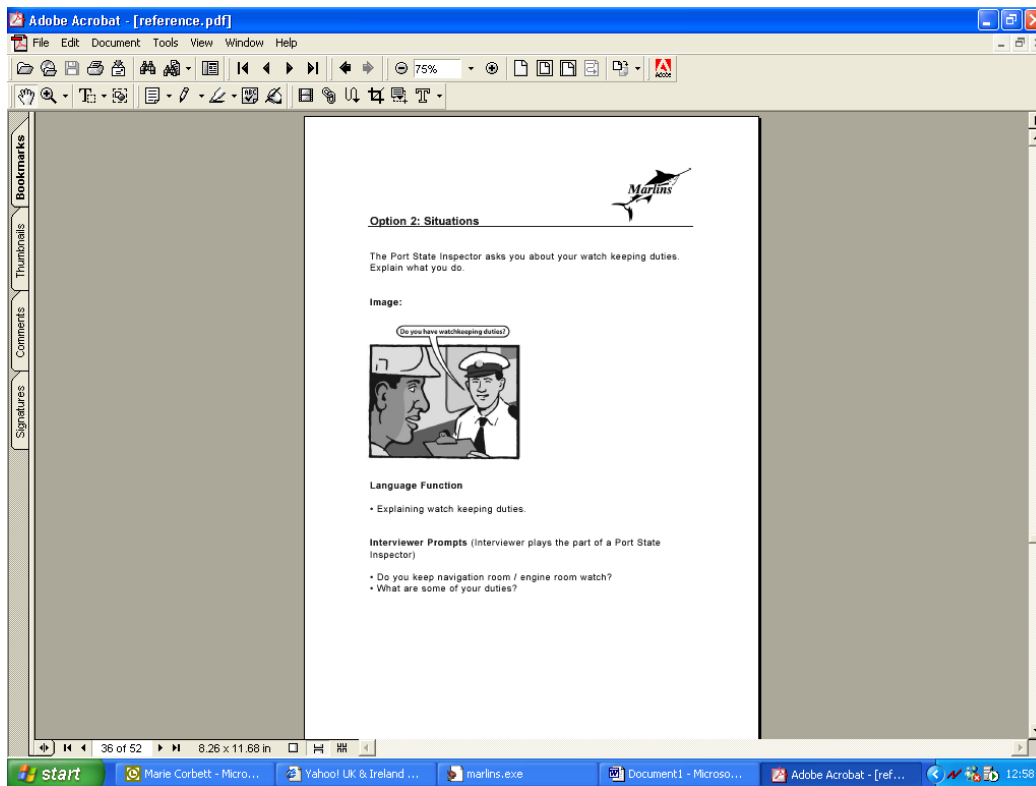 Adobe Acrobat - [reference.pdf]
File Edit Document Tools View Window Help
75%
Adobe
Bookmarks
Thumbnails
Comments
Signatures
Marlins
Option 2: Situations
The Port State Inspector asks you about your watch keeping duties.
Explain what you do.
Image:
Do you have watchkeeping duties?
Language Function
• Explaining watch keeping duties.
Interviewer Prompts (Interviewer plays the part of a Port State
Inspector)
• Do you keep navigation room / engine room watch?
• What are some of your duties?
36 of 52 8.26 x 11.68 in
start Marie Corbett - Micro... Yahoo! UK & Ireland ... marlins.exe Document1 - Microso... Adobe Acrobat - [ref... 12:58